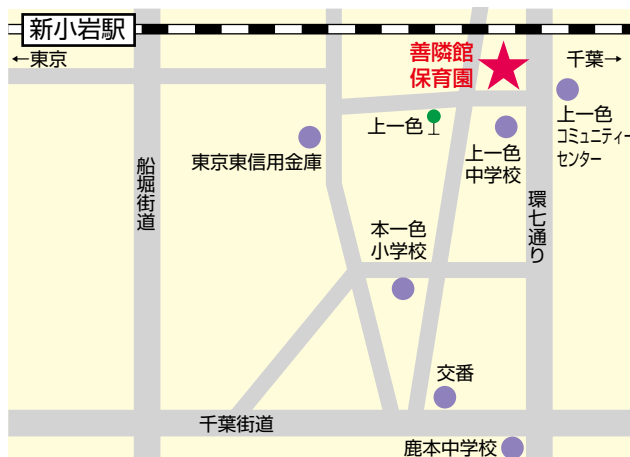 新小岩駅
←東京
善隣館
保育園
千葉→
上一色
上一色
中学校
上一色
コミュニティー
センター
東京東信用金庫
船堀街道
環七通り
本一色
小学校
交番
千葉街道
鹿本中学校